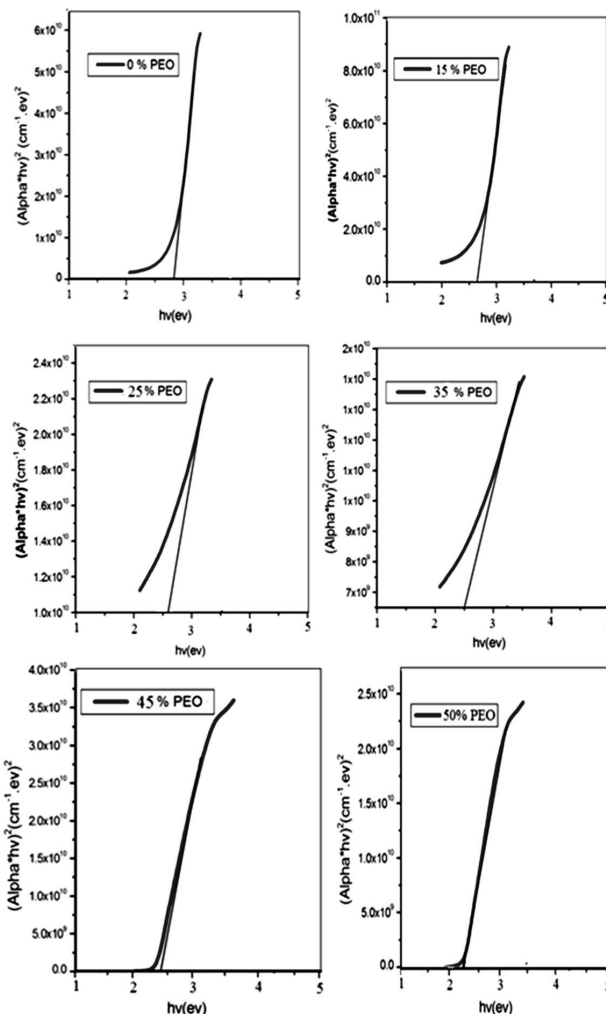 6x10¹⁰
5x10¹⁰
4x10¹⁰
3x10¹⁰
2x10¹⁰
1x10¹⁰
0
(Alpha*hv)² (cm⁻¹.ev)²
0 % PEO
1 2 3 4 5
hv(ev)
1.0x10¹¹
8.0x10¹⁰
6.0x10¹⁰
4.0x10¹⁰
2.0x10¹⁰
0.0
(Alpha*hv)²(cm⁻¹.ev)²
15 % PEO
1 2 3 4 5
hv(ev)
2.4x10¹⁰
2.2x10¹⁰
2.0x10¹⁰
1.8x10¹⁰
1.6x10¹⁰
1.4x10¹⁰
1.2x10¹⁰
1.0x10¹⁰
(Alpha*hv)²(cm⁻¹.ev)²
25 % PEO
1 2 3 4 5
hv(ev)
2x10¹⁰
1x10¹⁰
1x10¹⁰
1x10¹⁰
1x10¹⁰
8x10⁹
7x10⁹
(Alpha*hv)²(cm⁻¹.ev)²
35 % PEO
1 2 3 4 5
hv(ev)
4.0x10¹⁰
3.5x10¹⁰
3.0x10¹⁰
2.5x10¹⁰
2.0x10¹⁰
1.5x10¹⁰
1.0x10¹⁰
5.0x10⁹
0.0
(Alpha*hv)²(cm⁻¹.ev)²
45 % PEO
1 2 3 4 5
hv(ev)
2.5x10¹⁰
2.0x10¹⁰
1.5x10¹⁰
1.0x10¹⁰
5.0x10⁹
0.0
(Alpha*hv)²(cm⁻¹.ev)²
50% PEO
1 2 3 4 5
hv(ev)